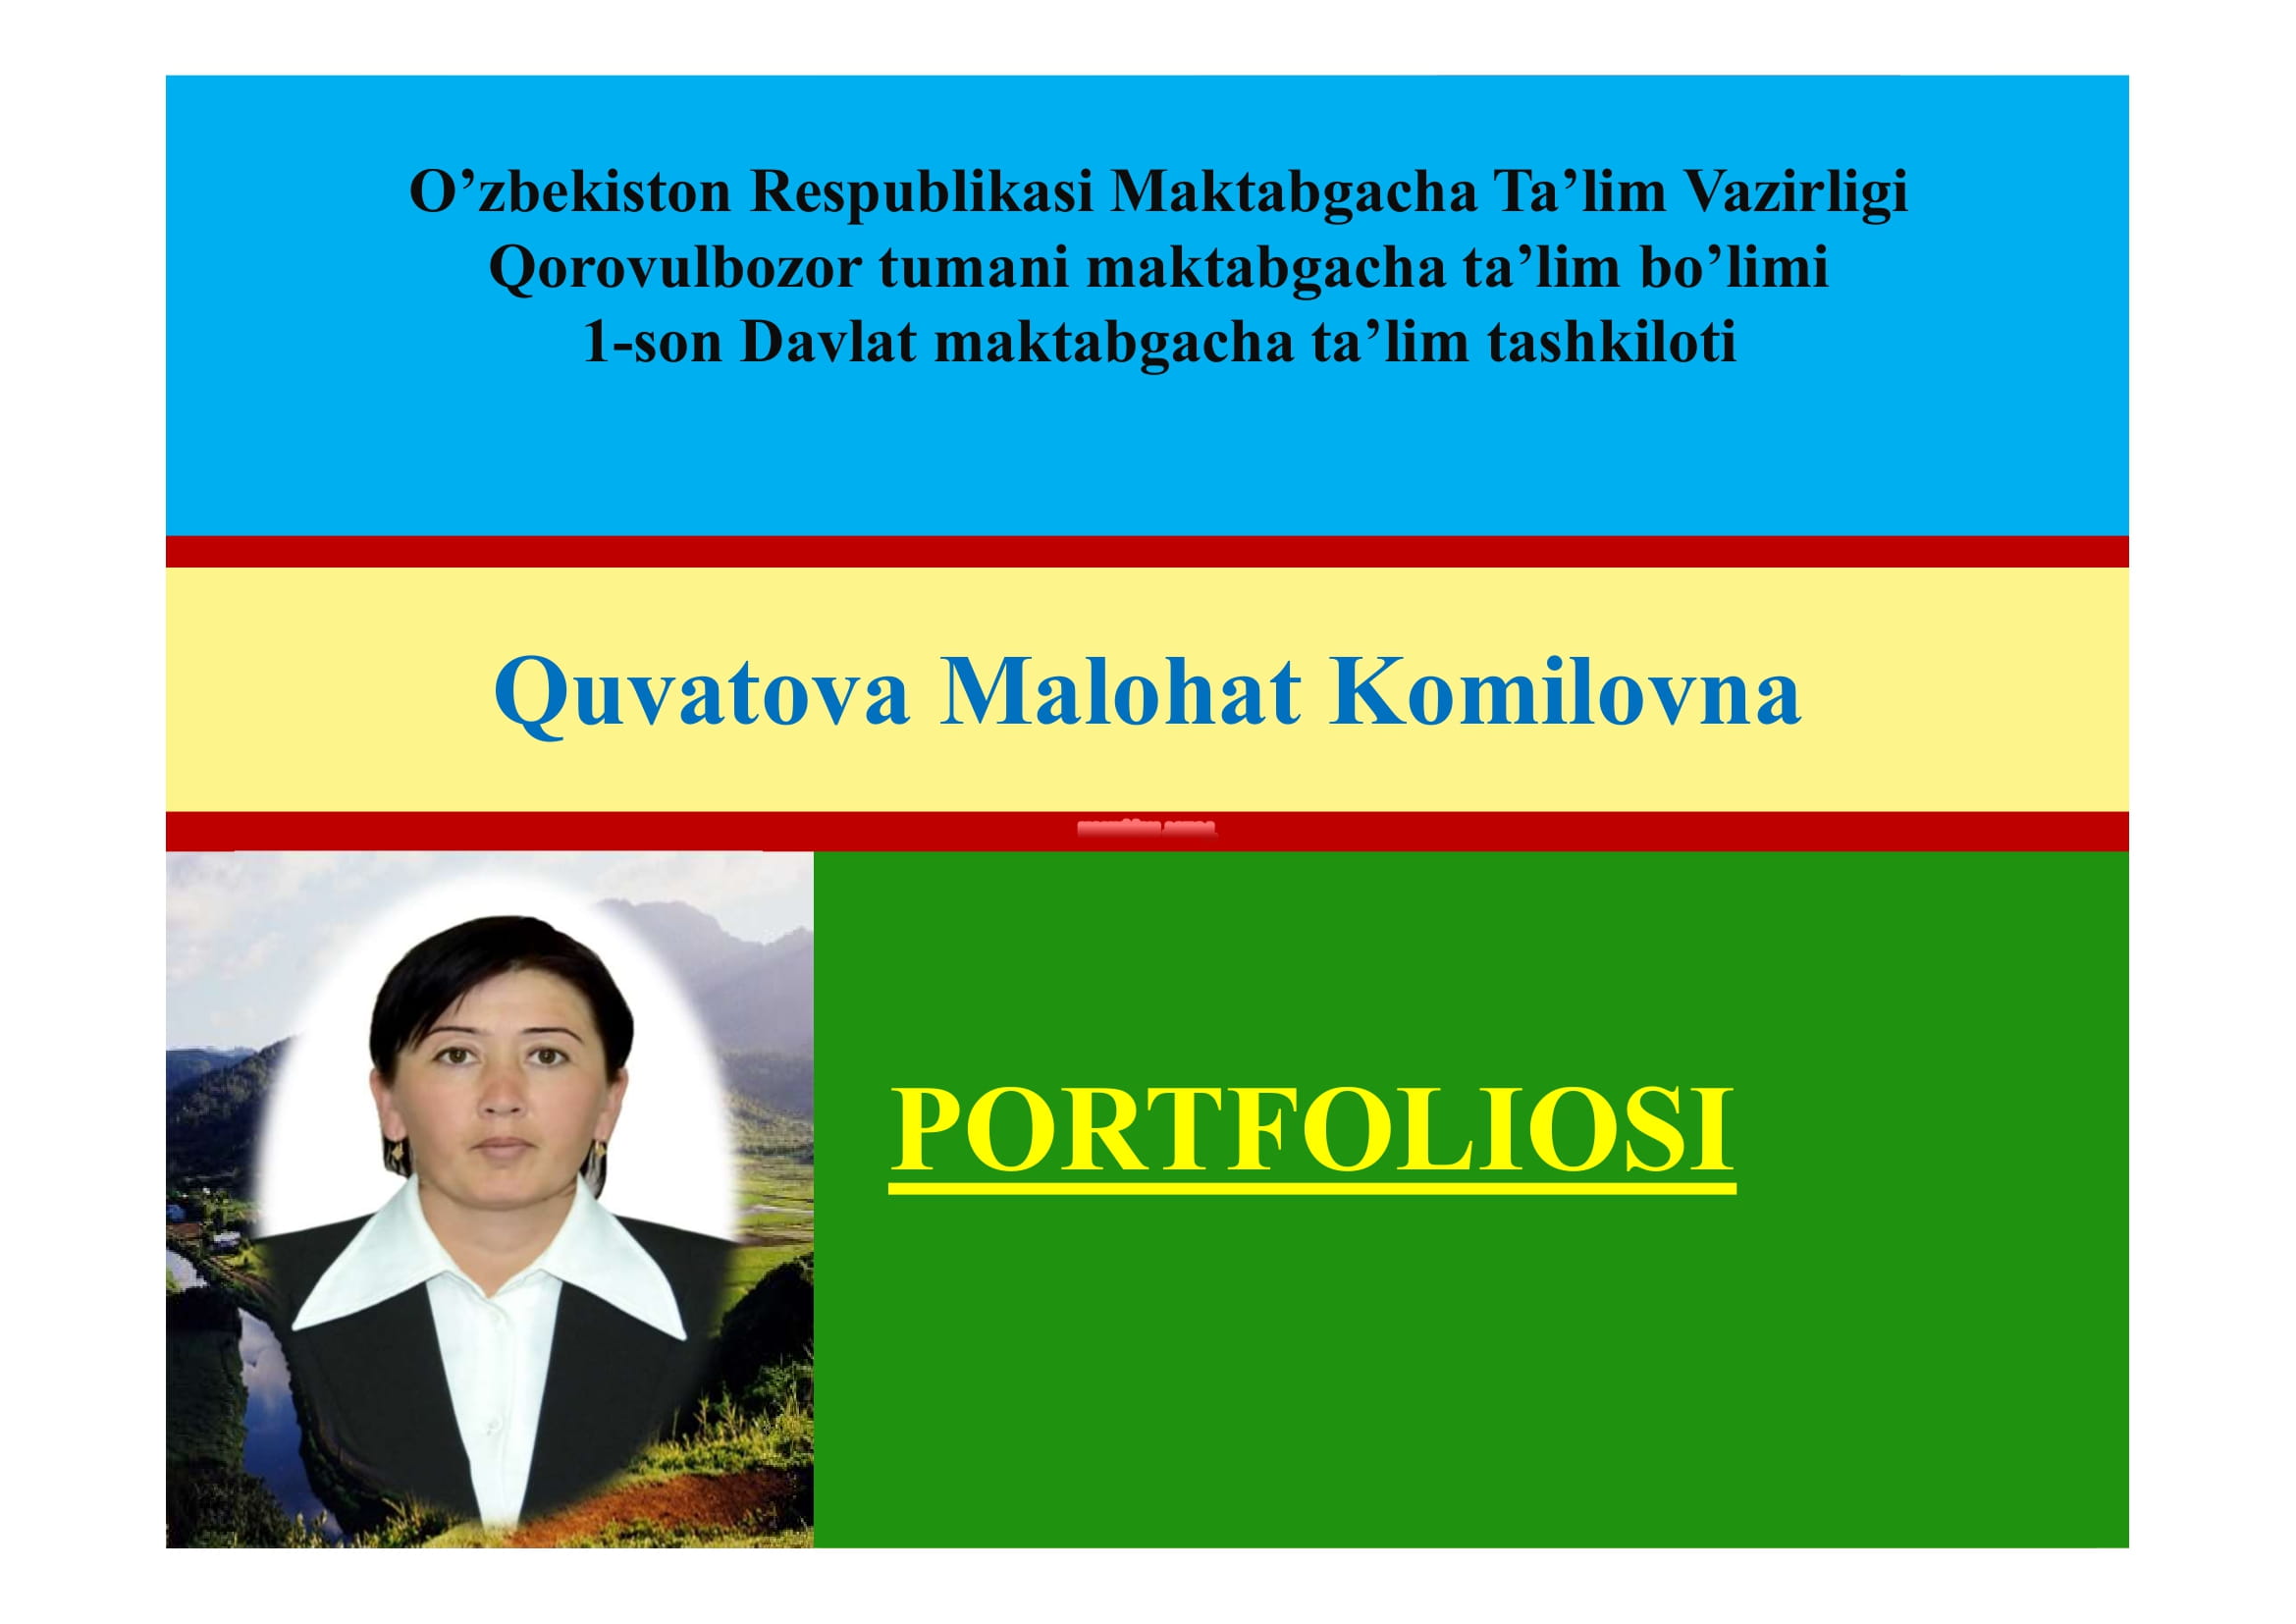 O’zbekiston Respublikasi Maktabgacha Ta’lim Vazirligi
Qorovulbozor tumani maktabgacha ta’lim bo’limi
1-son Davlat maktabgacha ta’lim tashkiloti
Quvatova Malohat Komilovna
PORTFOLIOSI